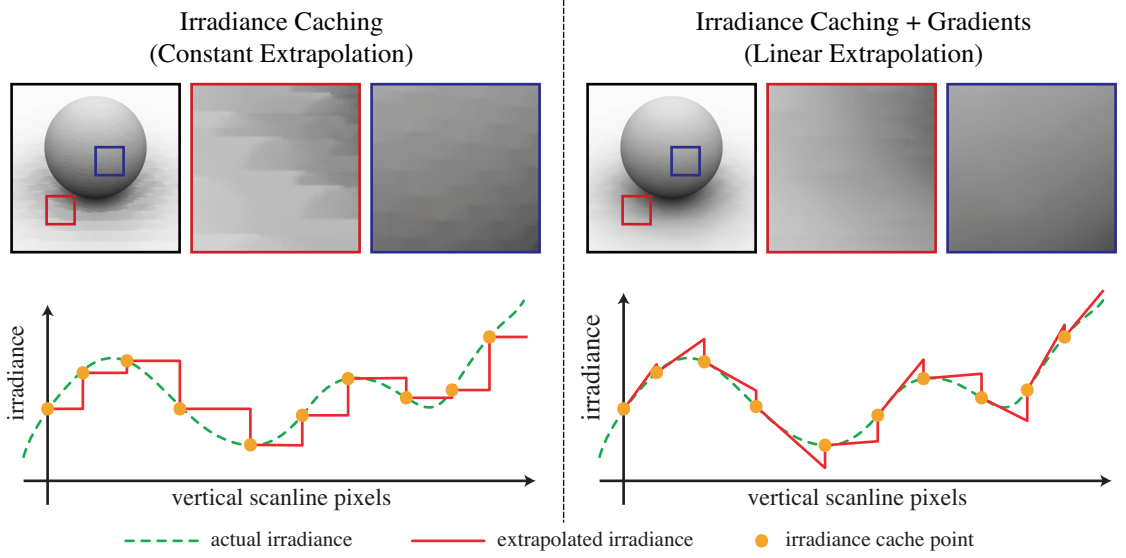 Irradiance Caching
(Constant Extrapolation)
Irradiance Caching + Gradients
(Linear Extrapolation)
irradiance
vertical scanline pixels
irradiance
vertical scanline pixels
actual irradiance
extrapolated irradiance
irradiance cache point